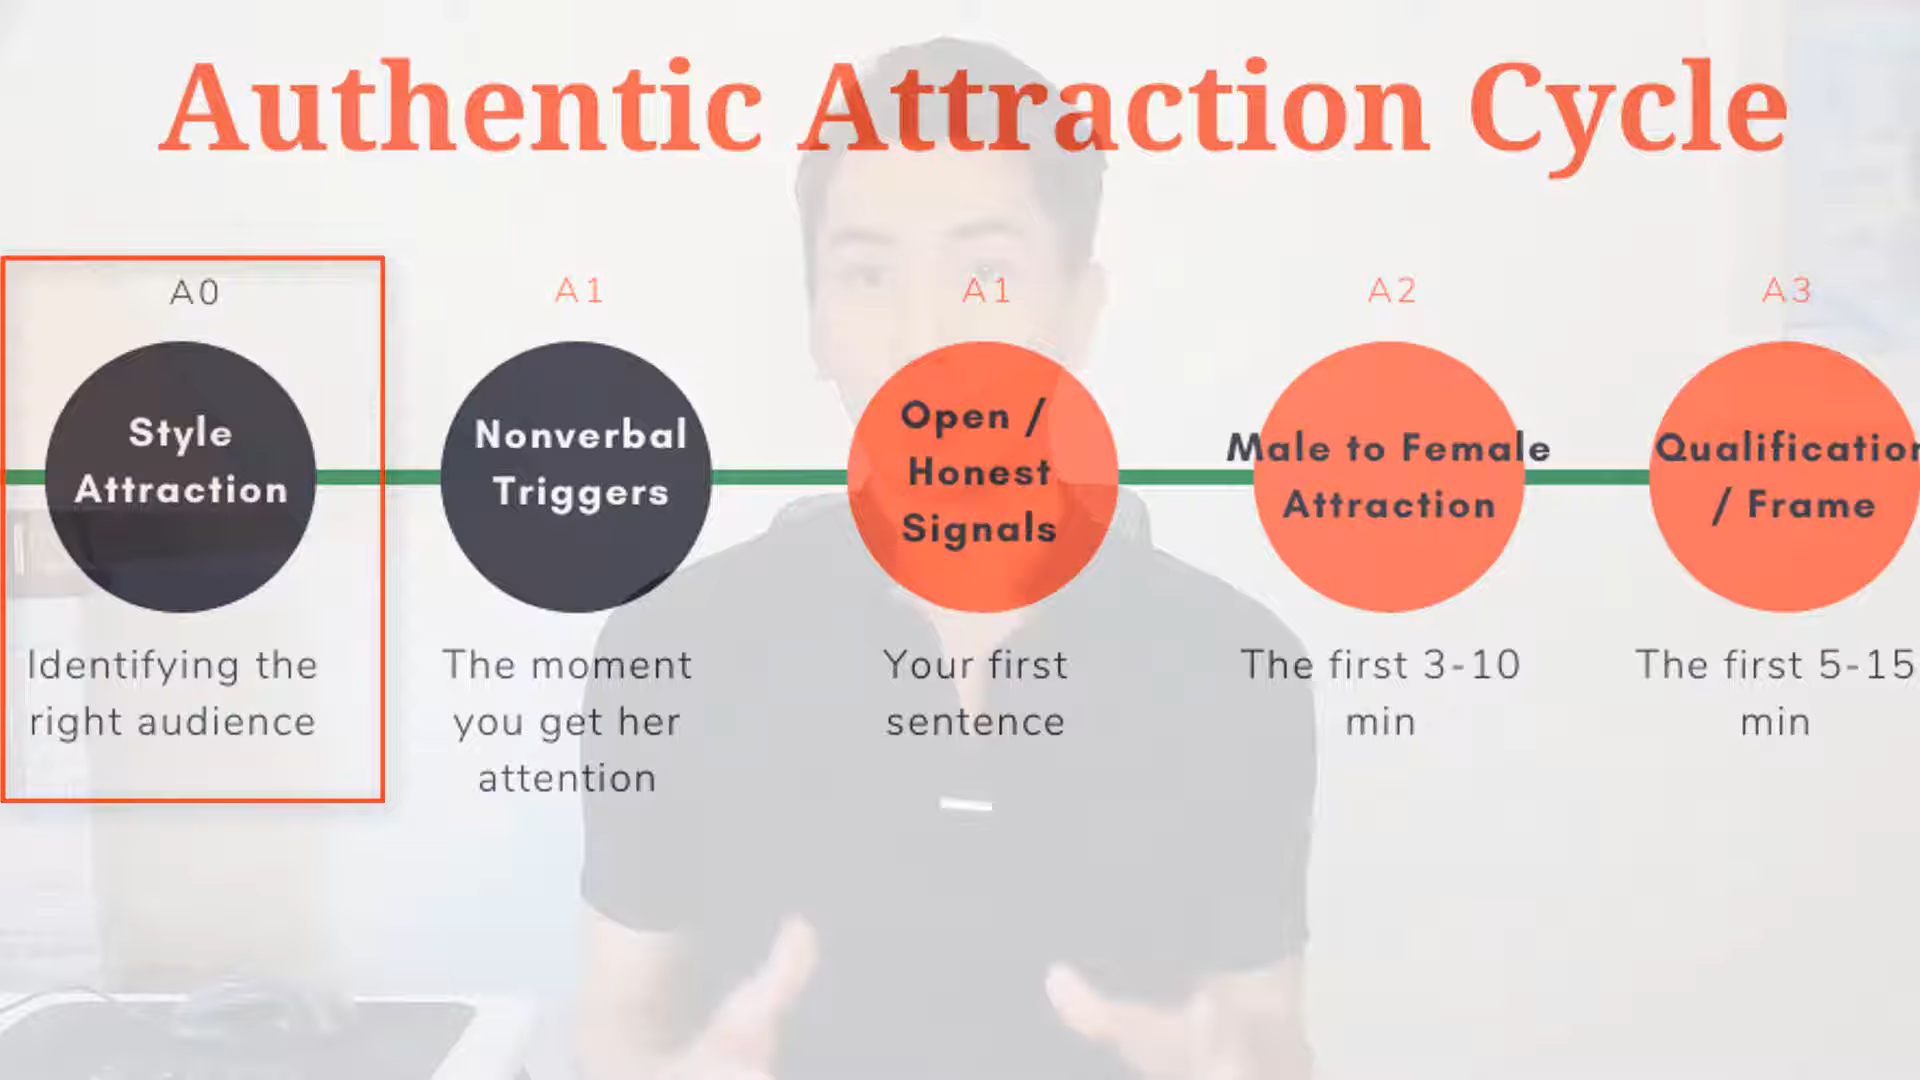 Authentic Attraction Cycle
A0
Style
Attraction
Identifying the
right audience
A1
Nonverbal
Triggers
The moment
you get her
attention
A1
Open /
Honest
Signals
Your first
sentence
A2
Male to Female
Attraction
The first 3-10
min
A3
Qualification
/ Frame
The first 5-15
min